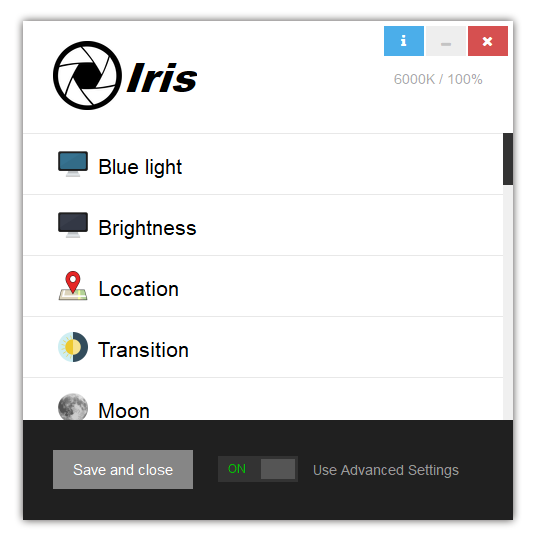 Iris
6000K / 100%
Blue light
Brightness
Location
Transition
Moon
Save and close
ON
Use Advanced Settings